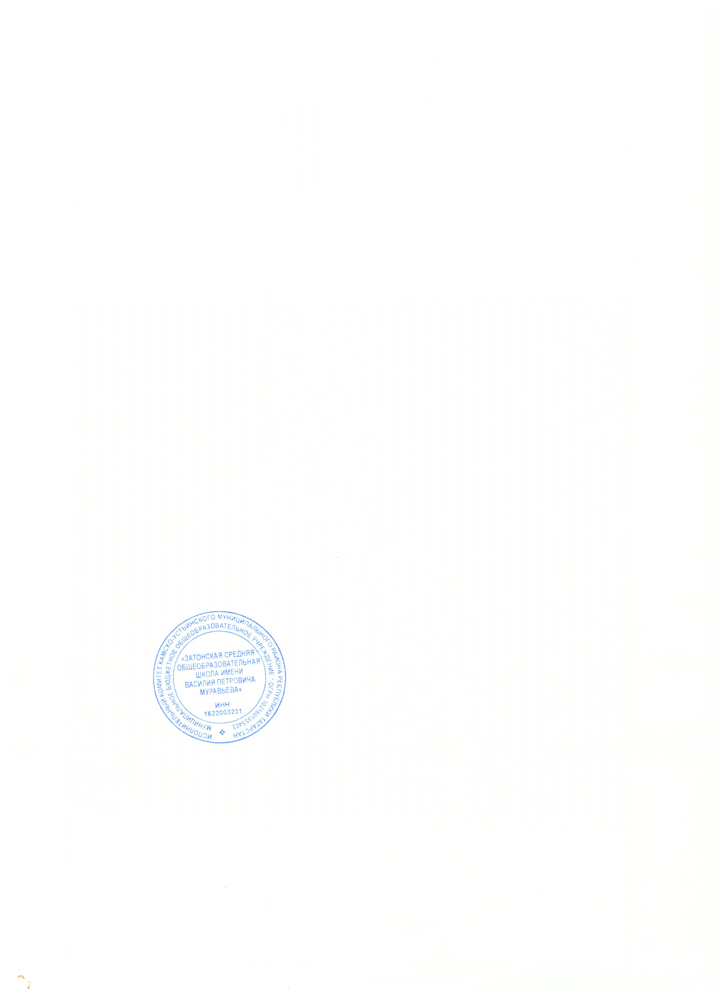 ИСПОЛНИТЕЛЬНЫЙ КОМИТЕТ КАМСКО-УСТЬИНСКОГО МУНИЦИПАЛЬНОГО РАЙОНА РЕСПУБЛИКИ ТАТАРСТАН
МУНИЦИПАЛЬНОЕ БЮДЖЕТНОЕ ОБЩЕОБРАЗОВАТЕЛЬНОЕ УЧРЕЖДЕНИЕ • ОГРН 1021605955403
«ЗАТОНСКАЯ СРЕДНЯЯ
ОБЩЕОБРАЗОВАТЕЛЬНАЯ
ШКОЛА ИМЕНИ
ВАСИЛИЯ ПЕТРОВИЧА
МУРАВЬЕВА»
ИНН
1622003231